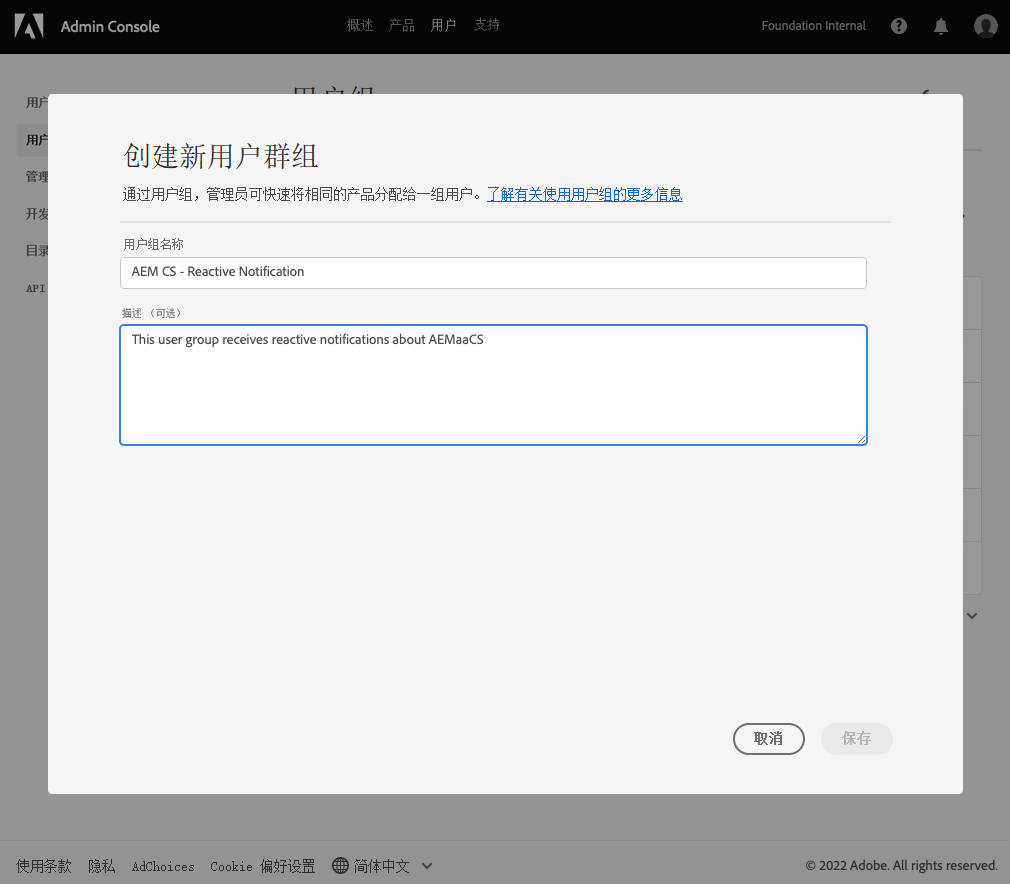 Admin Console
概述 产品 用户 支持
Foundation Internal
用户组
用户
用户
管理
开发
目录
API
创建新用户群组
通过用户组，管理员可快速将相同的产品分配给一组用户。了解有关使用用户组的更多信息
用户组名称
AEM CS - Reactive Notification
描述 （可选）
This user group receives reactive notifications about AEMaaCS
取消 保存
使用条款 隐私 AdChoices Cookie 偏好设置 简体中文 © 2022 Adobe. All rights reserved.